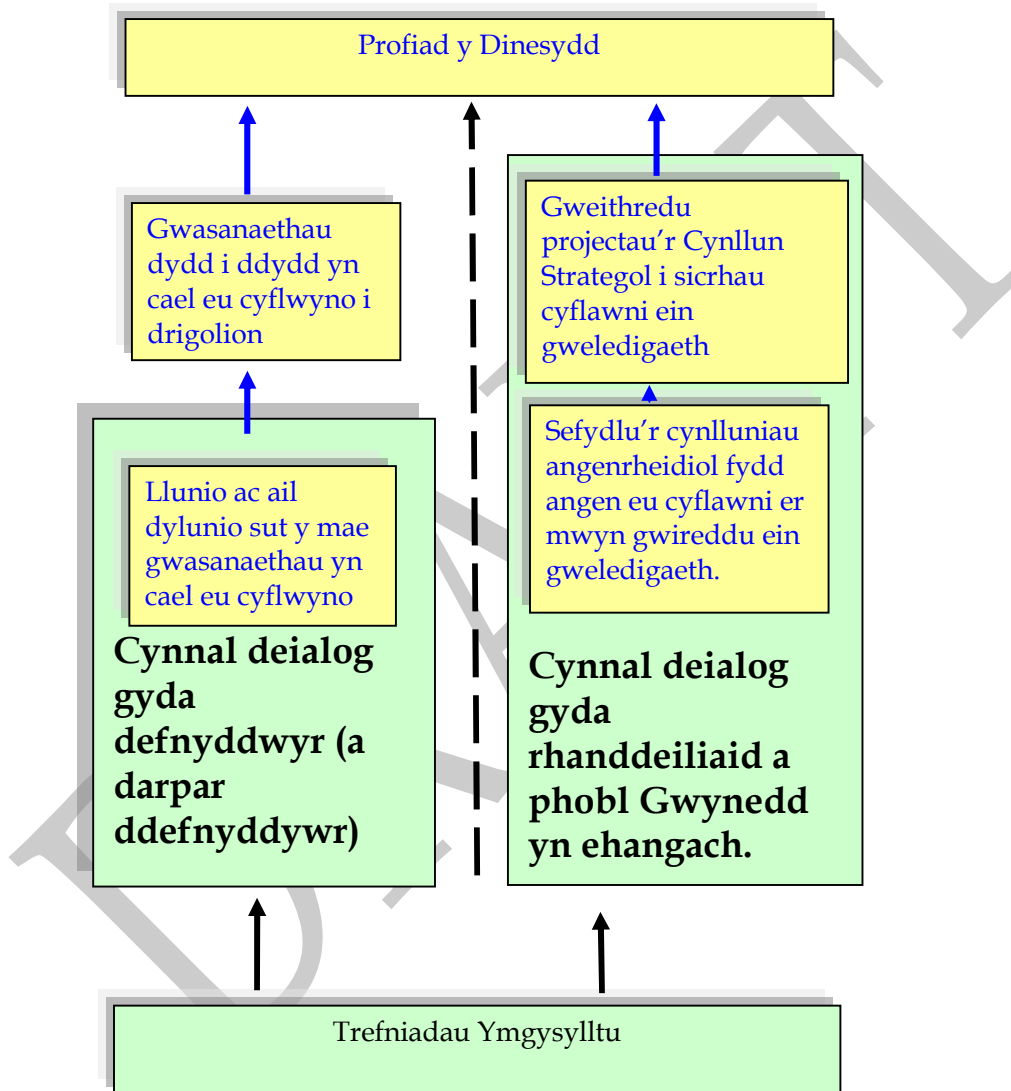 Profiad y Dinesydd
Gwasanaethau
dydd i ddydd yn
cael eu cyflwyno i
drigolion
Gweithredu
projectau'r Cynllun
Strategol i sicrhau
cyflawni ein
gweledigaeth
Llunio ac ail
dylunio sut y mae
gwasanaethau yn
cael eu cyflwyno
Cynnal deialog
gyda
defnyddwyr (a
darpar
ddefnyddywr)
Sefydlu'r cynlluniau
angenrheidiol fydd
angen eu cyflawni er
mwyn gwireddu ein
gweledigaeth.
Cynnal deialog
gyda
rhanddeiliaid a
phobl Gwynedd
yn ehangach.
Trefniadau Ymgysylltu